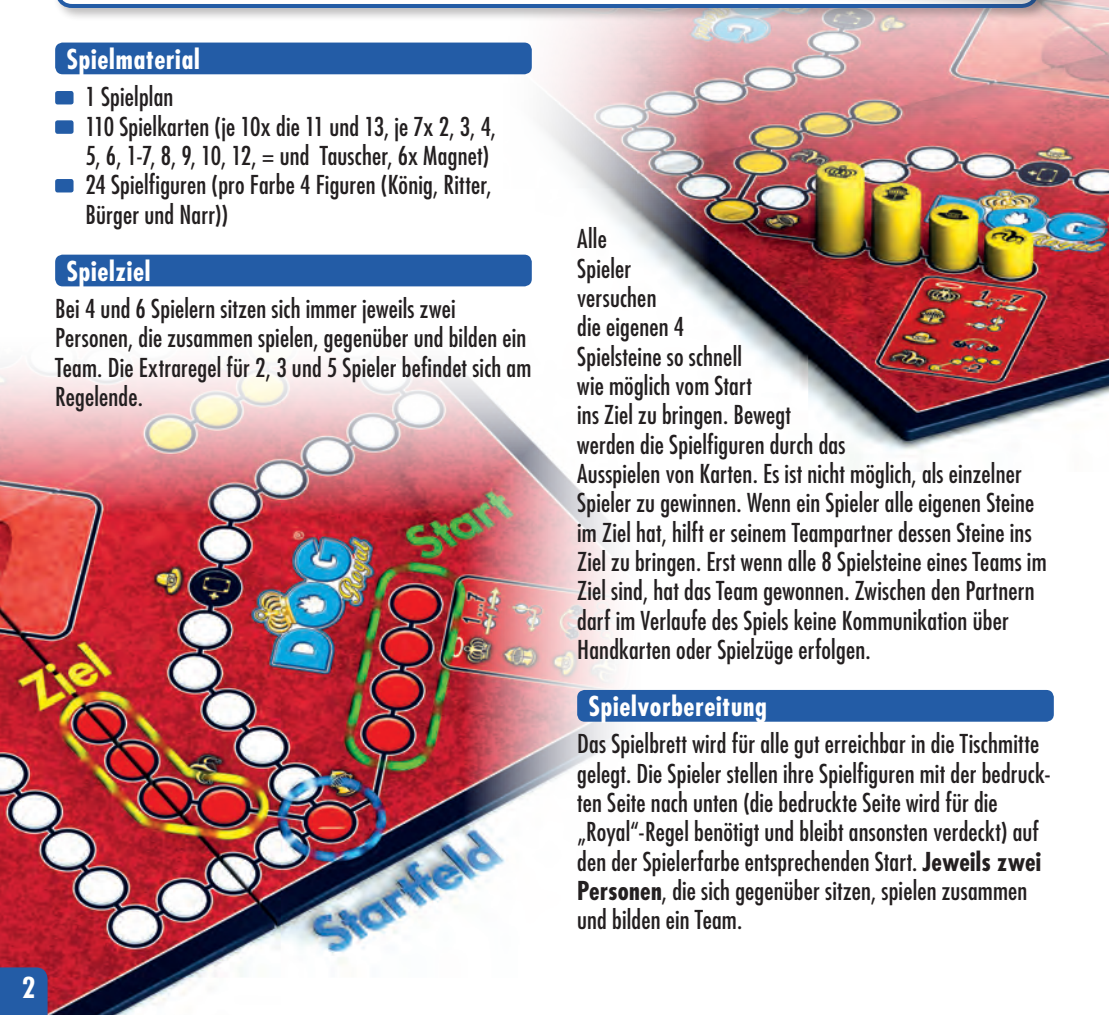 Spielmaterial
1 Spielplan
110 Spielkarten (je 10x die 11 und 13, je 7x 2, 3, 4,
5, 6, 1-7, 8, 9, 10, 12, = und Tauscher, 6x Magnet)
24 Spielfiguren (pro Farbe 4 Figuren (König, Ritter,
Bürger und Narr))
Spielziel
Bei 4 und 6 Spielern sitzen sich immer jeweils zwei
Personen, die zusammen spielen, gegenüber und bilden ein
Team. Die Extraregel für 2, 3 und 5 Spieler befindet sich am
Regelende.
Start
DOG
Royal
®
1...7
Ziel
Startfeld
DOG
1...7
+2
Alle
Spieler
versuchen
die eigenen 4
Spielsteine so schnell
wie möglich vom Start
ins Ziel zu bringen. Bewegt
werden die Spielfiguren durch das
Ausspielen von Karten. Es ist nicht möglich, als einzelner
Spieler zu gewinnen. Wenn ein Spieler alle eigenen Steine
im Ziel hat, hilft er seinem Teampartner dessen Steine ins
Ziel zu bringen. Erst wenn alle 8 Spielsteine eines Teams im
Ziel sind, hat das Team gewonnen. Zwischen den Partnern
darf im Verlaufe des Spiels keine Kommunikation über
Handkarten oder Spielzüge erfolgen.
Spielvorbereitung
Das Spielbrett wird für alle gut erreichbar in die Tischmitte
gelegt. Die Spieler stellen ihre Spielfiguren mit der bedruck-
ten Seite nach unten (die bedruckte Seite wird für die
„Royal“-Regel benötigt und bleibt ansonsten verdeckt) auf
den der Spielerfarbe entsprechenden Start. Jeweils zwei
Personen, die sich gegenüber sitzen, spielen zusammen
und bilden ein Team.
2